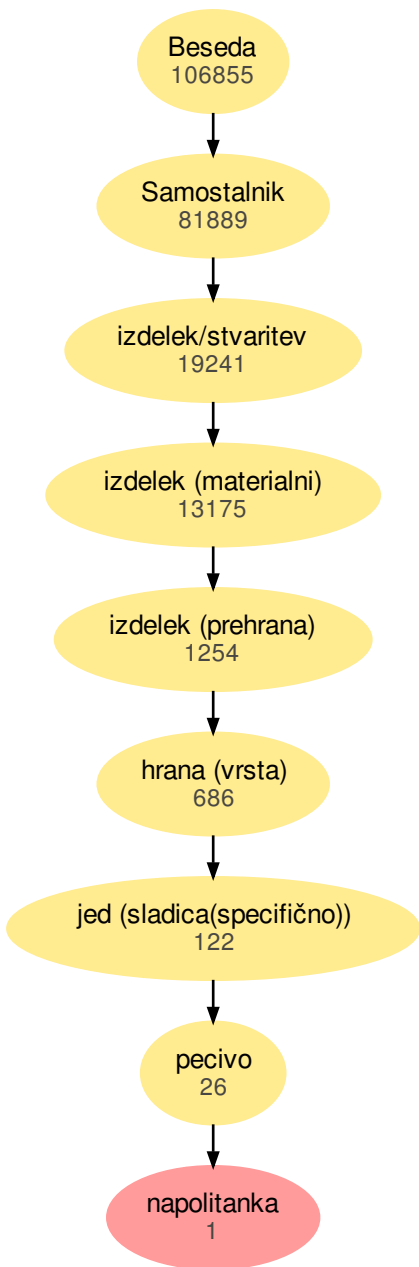 Beseda
106855
Samostalnik
81889
izdelek/stvaritev
19241
izdelek (materialni)
13175
izdelek (prehrana)
1254
hrana (vrsta)
686
jed (sladica(specifično))
122
pecivo
26
napolitanka
1